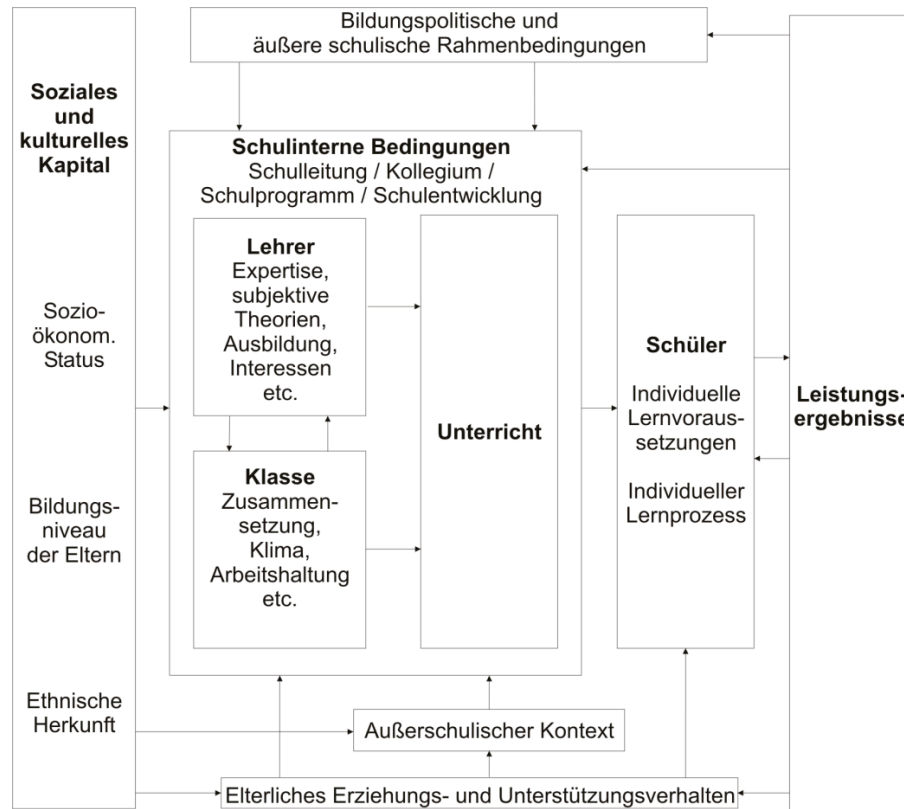 Bildungspolitische und
äußere schulische Rahmenbedingungen
Soziales
und
kulturelles
Kapital
Sozio-
ökonom.
Status
Bildungs-
niveau
der Eltern
Ethnische
Herkunft
Schulinterne Bedingungen
Schulleitung / Kollegium /
Schulprogramm / Schulentwicklung
Lehrer
Expertise,
subjektive
Theorien,
Ausbildung,
Interessen
etc.
Klasse
Zusammen-
setzung,
Klima,
Arbeitshaltung
etc.
Unterricht
Schüler
Individuelle
Lernvoraus-
setzungen
Individueller
Lernprozess
Leistungs-
ergebnisse
Außerschulischer Kontext
Elterliches Erziehungs- und Unterstützungsverhalten